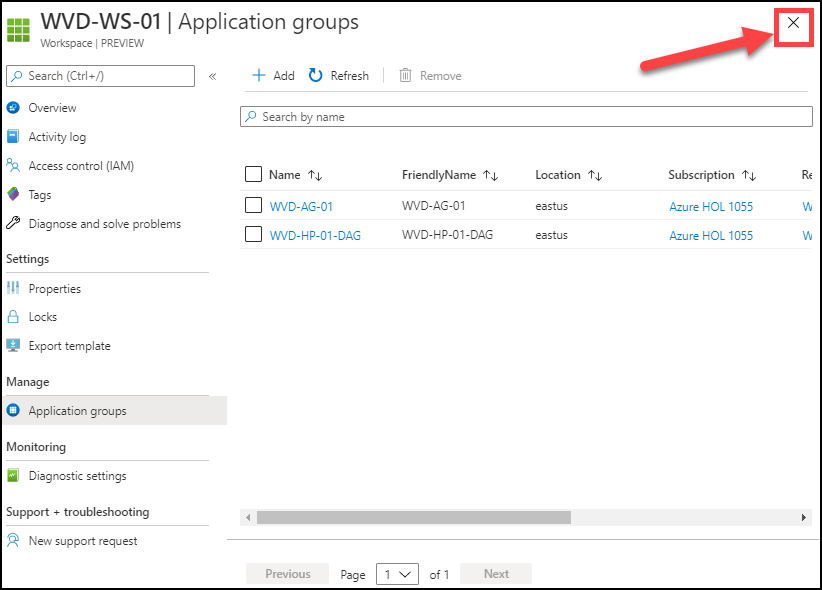 WVD-WS-01 | Application groups
Workspace | PREVIEW
Search (Ctrl+/)
«
Overview
Activity log
Access control (IAM)
Tags
Diagnose and solve problems
Settings
Properties
Locks
Export template
Manage
Application groups
Monitoring
Diagnostic settings
Support + troubleshooting
New support request
Add Refresh Remove
Search by name
Name FriendlyName Location Subscription Re
WVD-AG-01 WVD-AG-01 eastus Azure HOL 1055 W
WVD-HP-01-DAG WVD-HP-01-DAG eastus Azure HOL 1055 W
Previous Page 1 of 1 Next